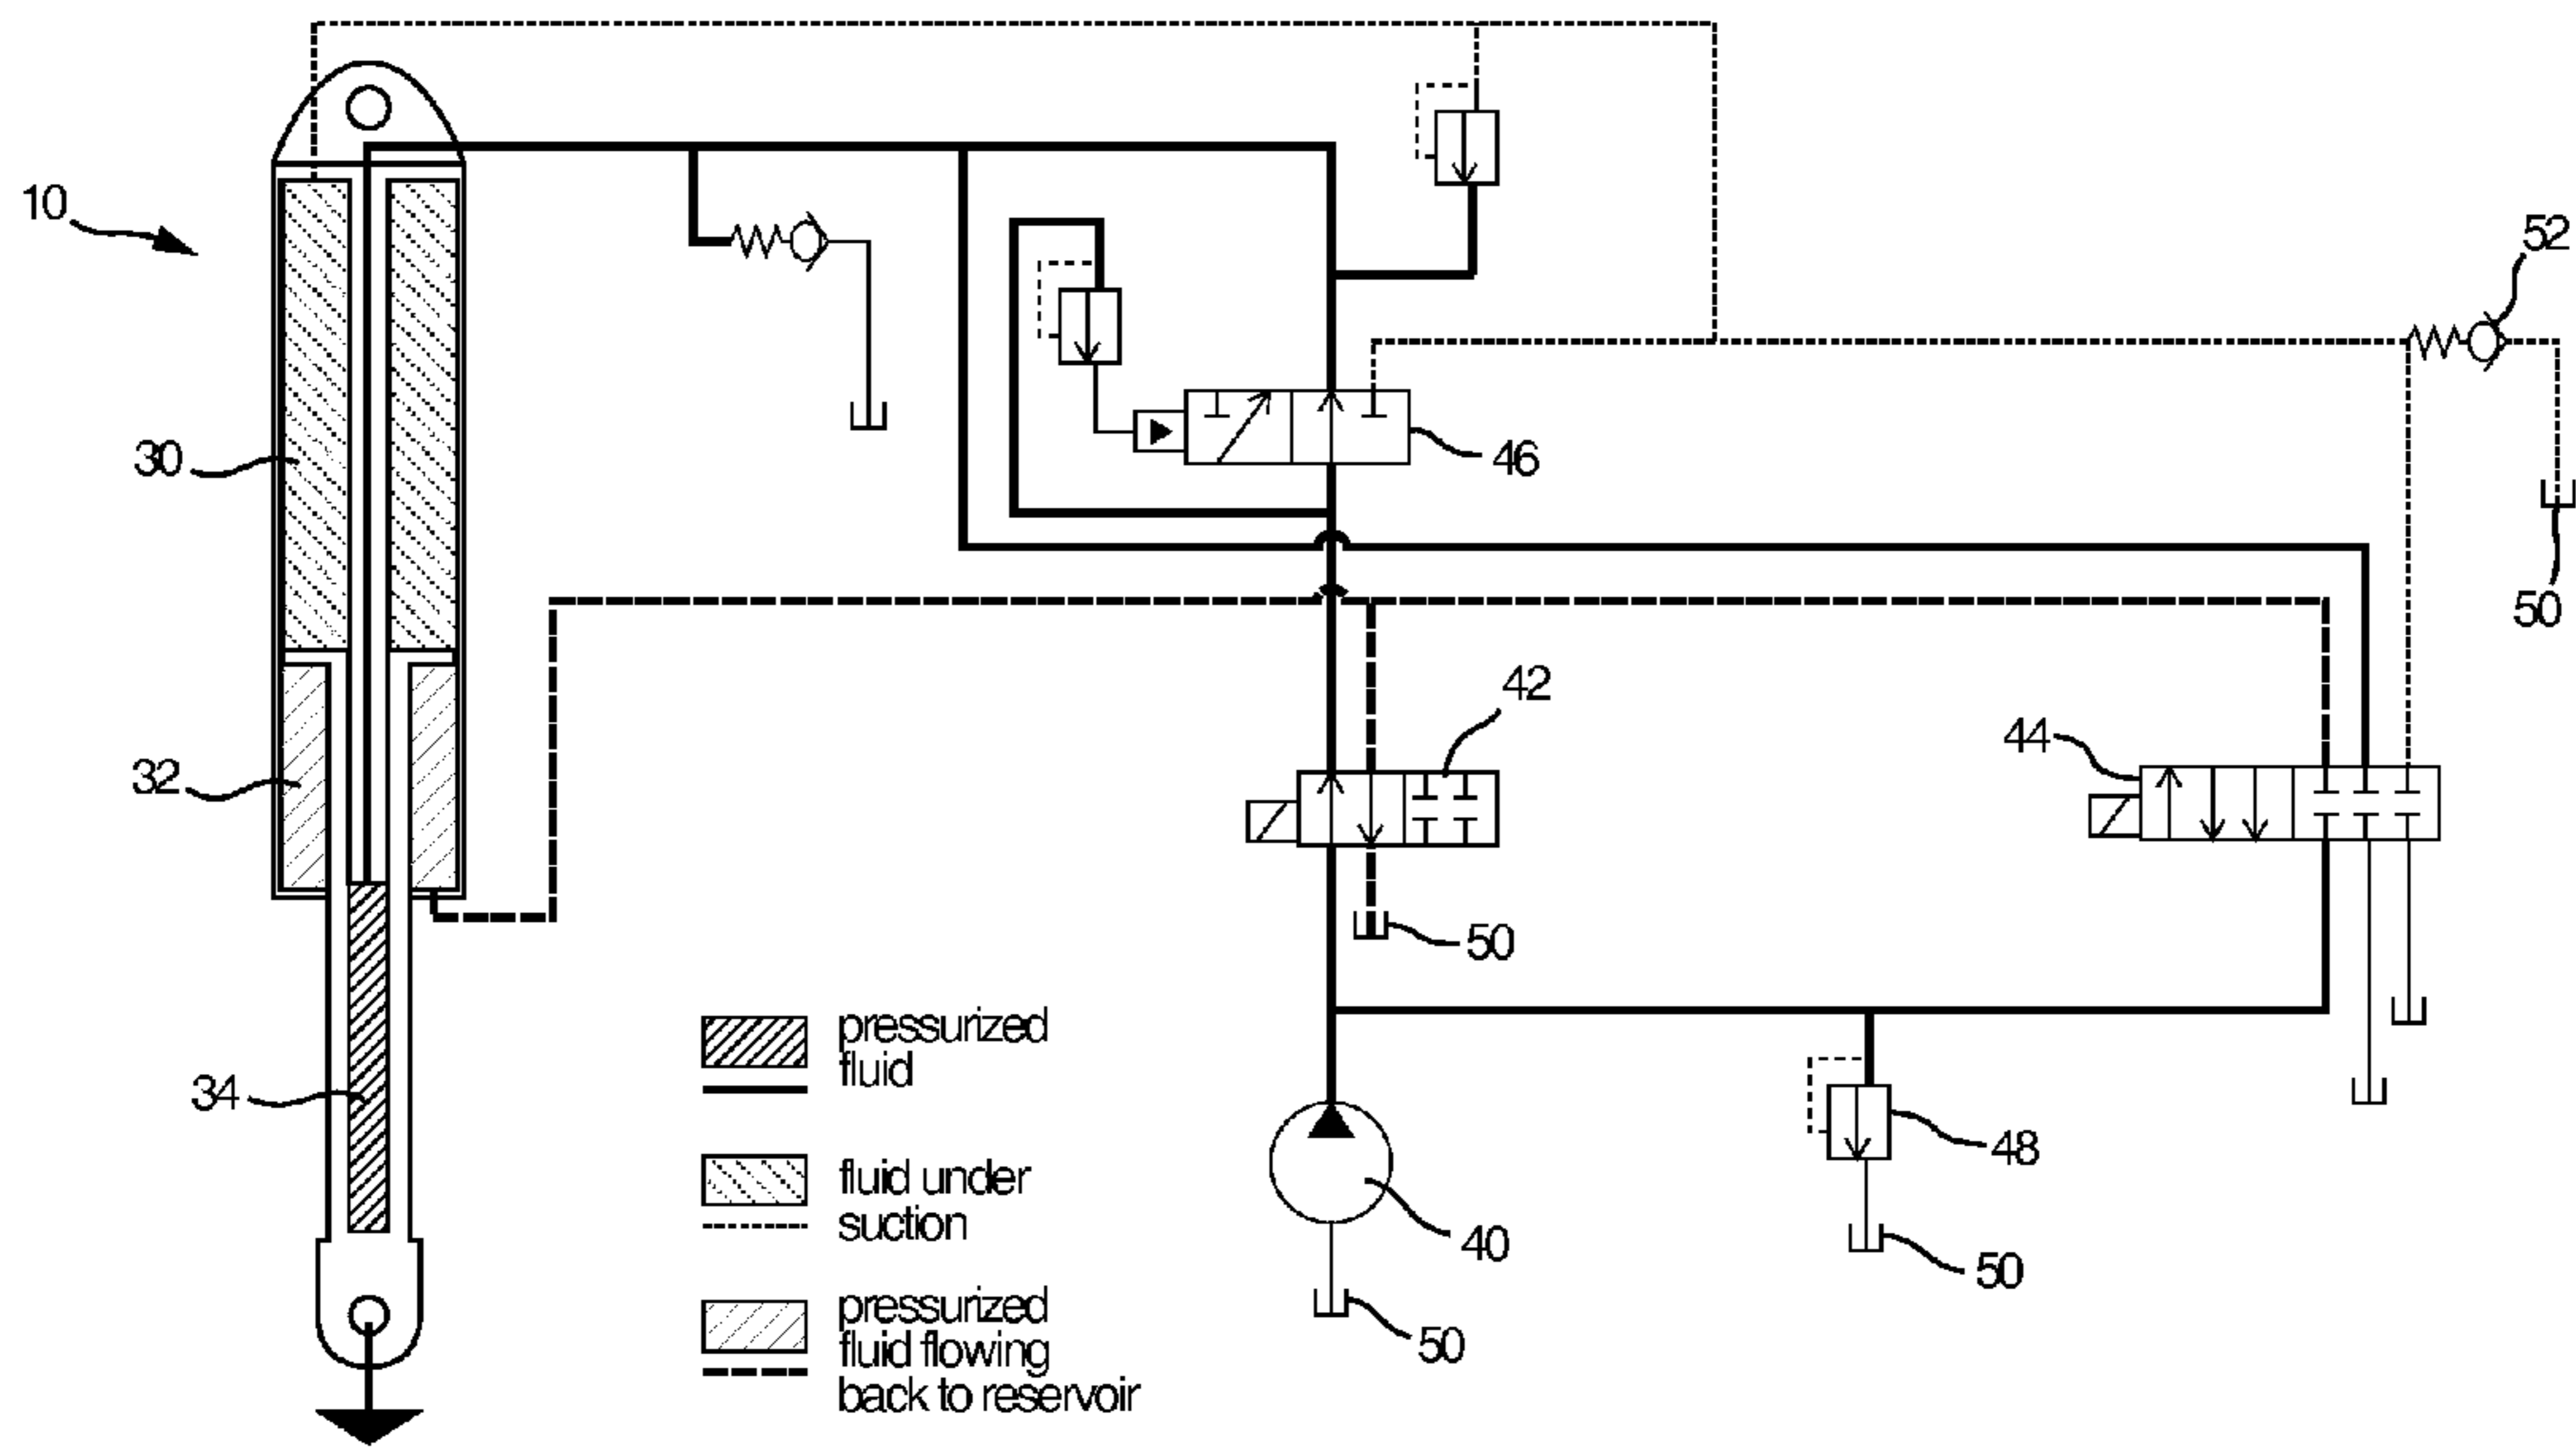 10
52
30
46
50
42
44
32
50
34
pressurized
fluid
48
fluid under
suction
40
50
50
pressurized
fluid flowing
back to reservoir